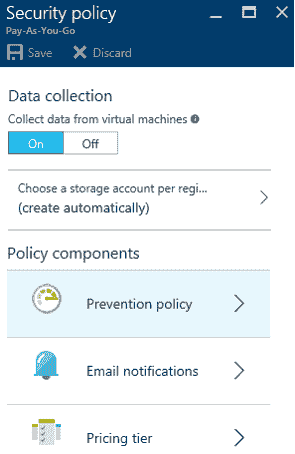 Security policy
Pay-As-You-Go
Save Discard
Data collection
Collect data from virtual machines
On Off
Choose a storage account per regi...
(create automatically)
Policy components
Prevention policy
Email notifications
Pricing tier